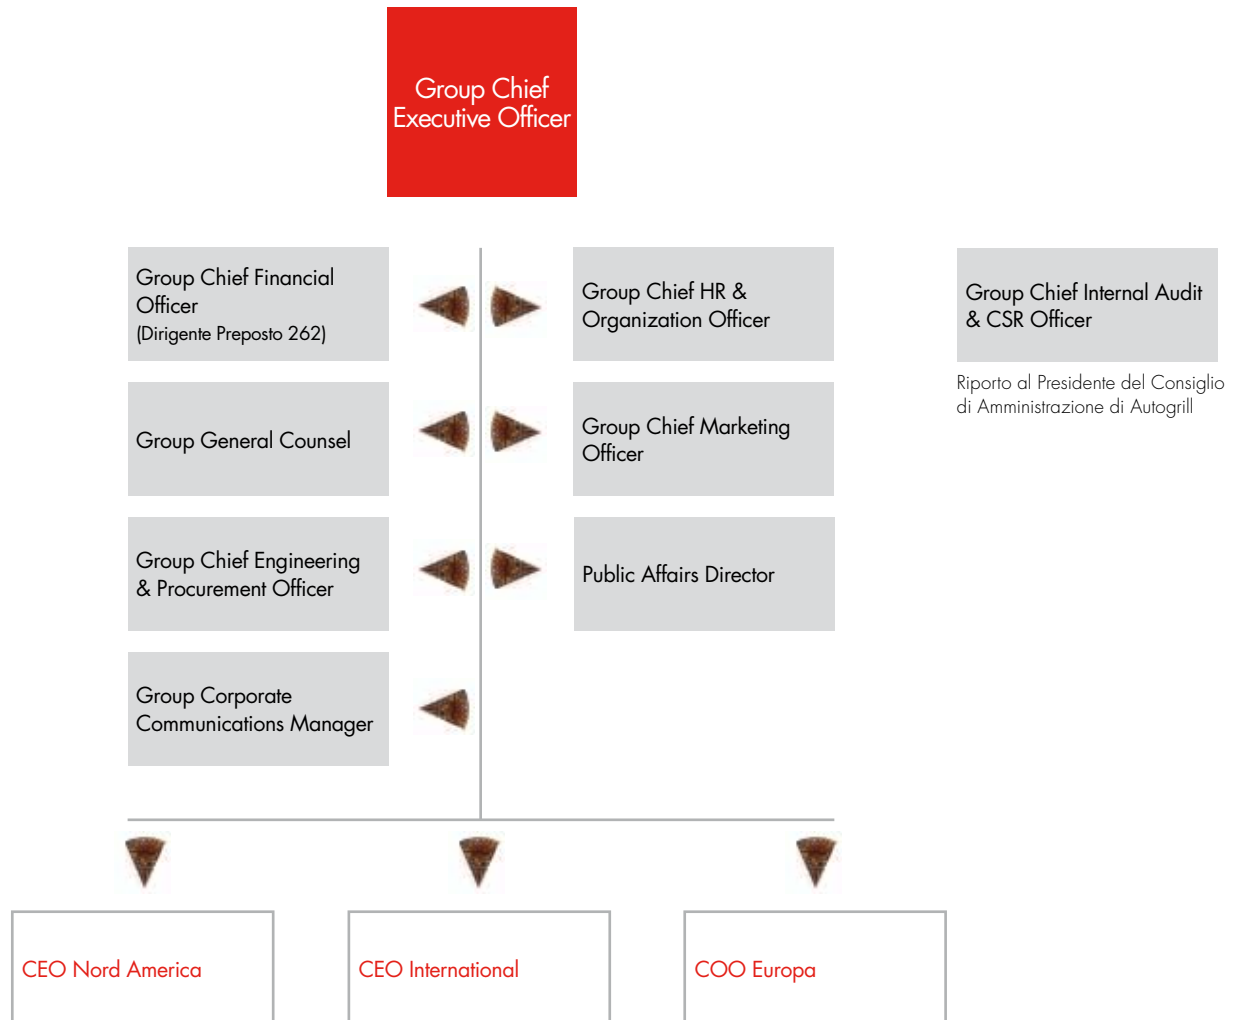 Group Chief
Executive Officer
Group Chief Financial
Officer
(Dirigente Preposto 262)
Group Chief HR &
Organization Officer
Group Chief Internal Audit
& CSR Officer
Riporto al Presidente del Consiglio
di Amministrazione di Autogrill
Group General Counsel
Group Chief Marketing
Officer
Group Chief Engineering
& Procurement Officer
Public Affairs Director
Group Corporate
Communications Manager
CEO Nord America
CEO International
COO Europa